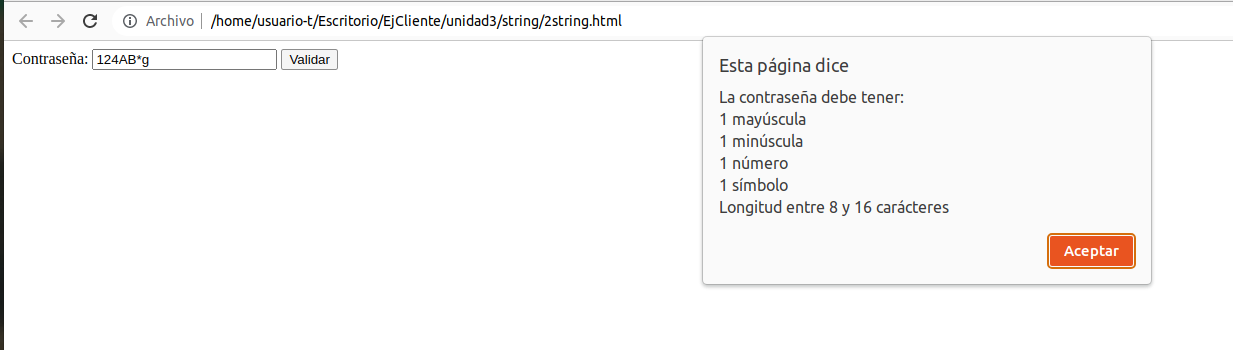 Archivo | /home/usuario-t/Escritorio/EjCliente/unidad3/string/2string.html
Contraseña: 124AB*g Validar
Esta página dice
La contraseña debe tener:
1 mayúscula
1 minúscula
1 número
1 símbolo
Longitud entre 8 y 16 carácteres
Aceptar